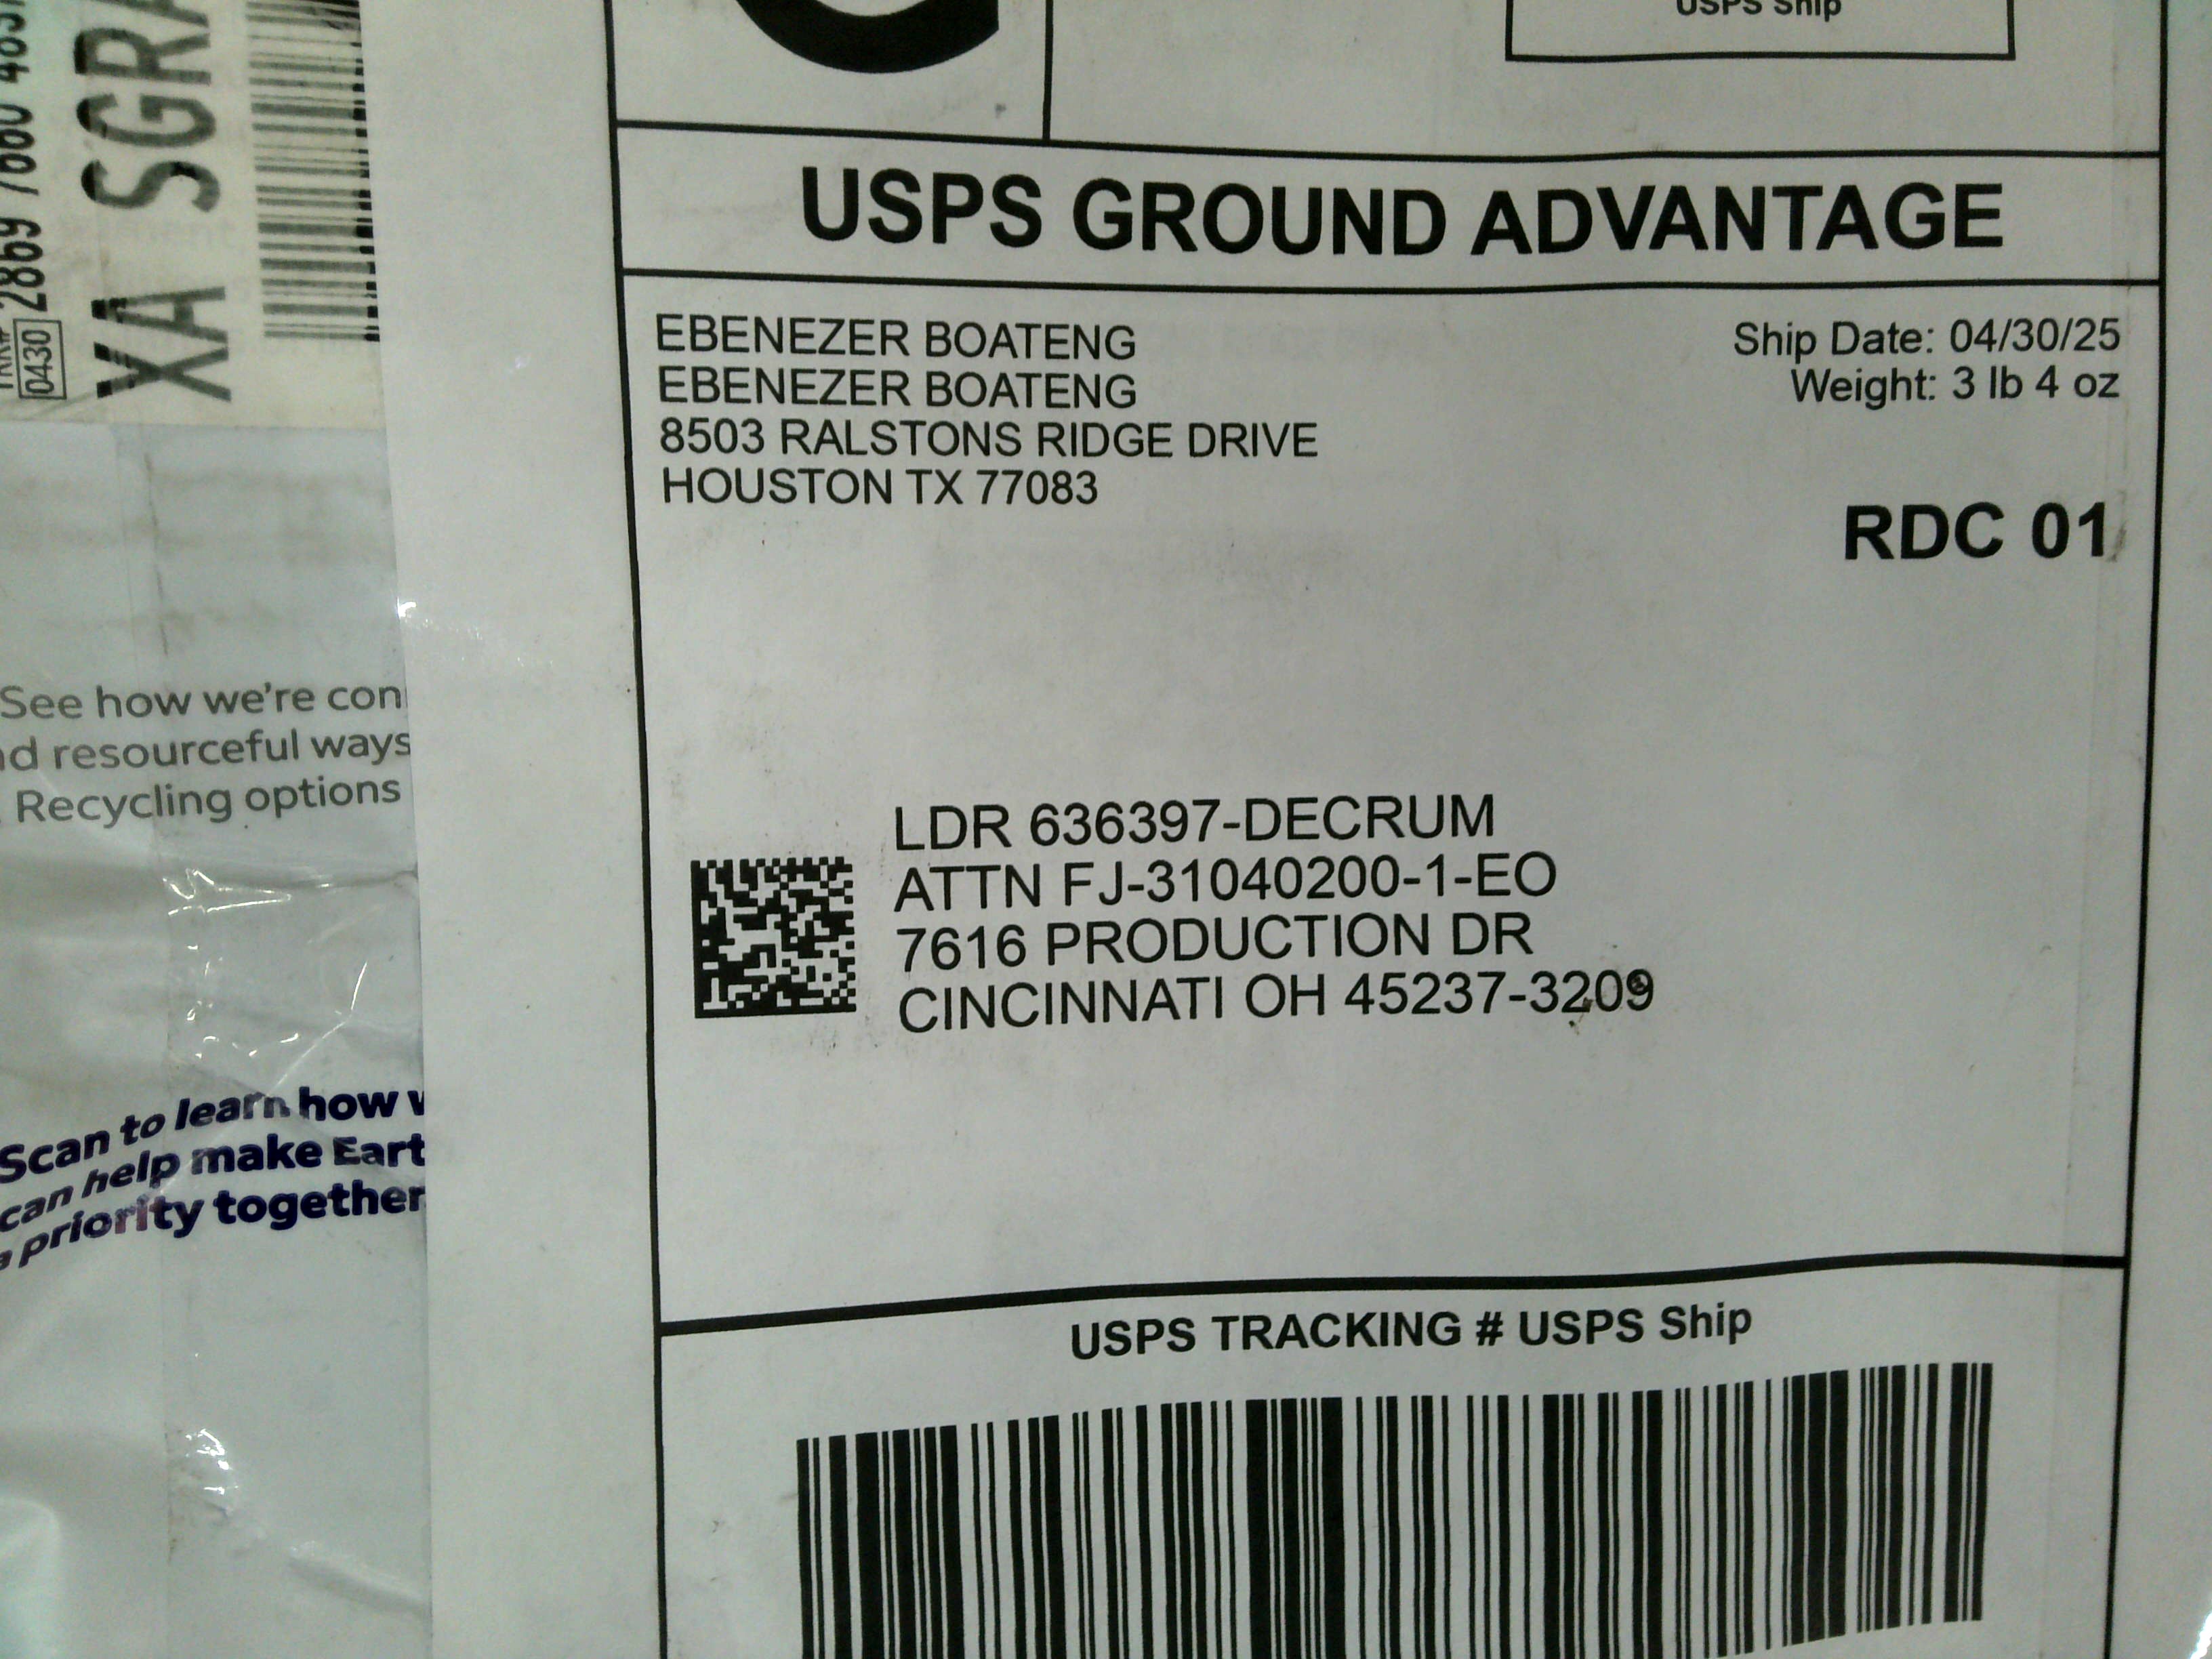 USPS Ship
USPS GROUND ADVANTAGE
EBENEZER BOATENG
EBENEZER BOATENG
8503 RALSTONS RIDGE DRIVE
HOUSTON TX 77083
Ship Date: 04/30/25
Weight: 3 lb 4 oz
RDC 01
LDR 636397-DECRUM
ATTN FJ-31040200-1-EO
7616 PRODUCTION DR
CINCINNATI OH 45237-3209
USPS TRACKING # USPS Ship
0430 2869 7660
XA SGRA
See how we're con
nd resourceful ways
Recycling options
Scan to learn how w
can help make Eart
a priority together